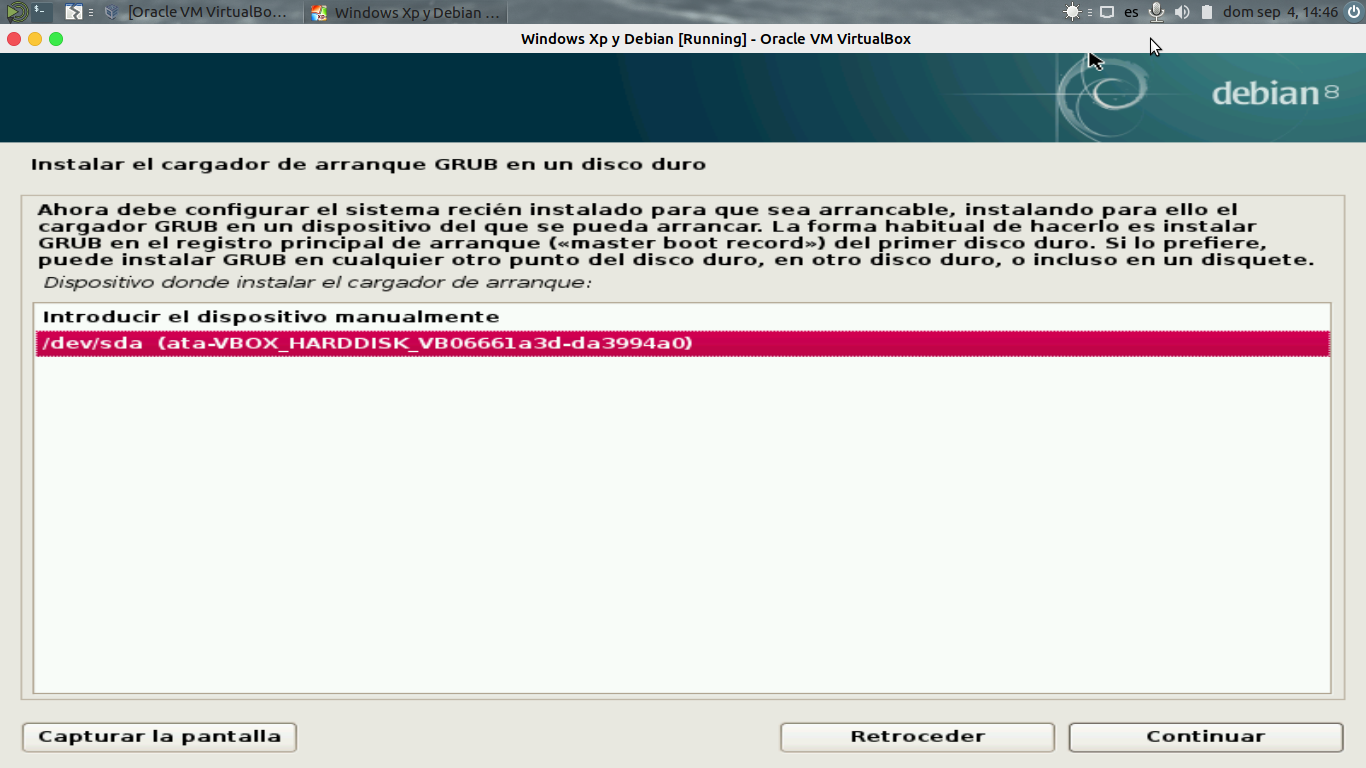 [Oracle VM VirtualBo...
Windows Xp y Debian ...
es
dom sep 4, 14:46
Windows Xp y Debian [Running] - Oracle VM VirtualBox
debian 8
Instalar el cargador de arranque GRUB en un disco duro
Ahora debe configurar el sistema recién instalado para que sea arrancable, instalando para ello el
cargador GRUB en un dispositivo del que se pueda arrancar. La forma habitual de hacerlo es instalar
GRUB en el registro principal de arranque («master boot record») del primer disco duro. Si lo prefiere,
puede instalar GRUB en cualquier otro punto del disco duro, en otro disco duro, o incluso en un disquete.
Dispositivo donde instalar el cargador de arranque:
Introducir el dispositivo manualmente
/dev/sda (ata-VBOX_HARDDISK_VB06661a3d-da3994a0)
Capturar la pantalla
Retroceder
Continuar